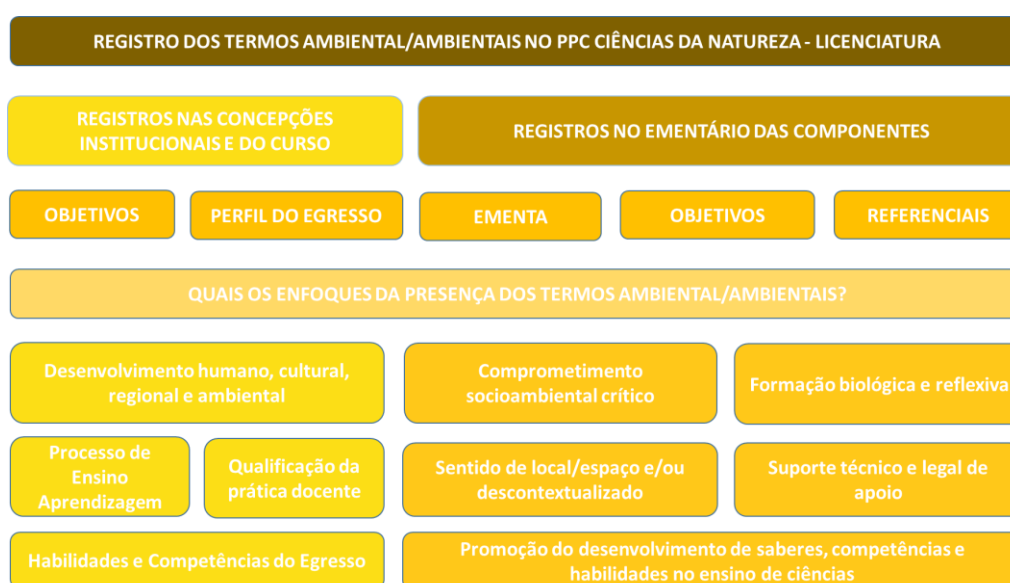 REGISTRO DOS TERMOS AMBIENTAL/AMBIENTAIS NO PPC CIÊNCIAS DA NATUREZA - LICENCIATURA
REGISTROS NAS CONCEPÇÕES
INSTITUCIONAIS E DO CURSO
REGISTROS NO EMENTÁRIO DAS COMPONENTES
OBJETIVOS
PERFIL DO EGRESSO
EMENTA
OBJETIVOS
REFERENCIAIS
QUAIS OS ENFOQUES DA PRESENÇA DOS TERMOS AMBIENTAL/AMBIENTAIS?
Desenvolvimento humano, cultural,
regional e ambiental
Comprometimento
socioambiental crítico
Formação biológica e reflexiva
Processo de
Ensino
Aprendizagem
Qualificação da
prática docente
Sentido de local/espaço e/ou
descontextualizado
Suporte técnico e legal de
apoio
Habilidades e Competências do Egresso
Promoção do desenvolvimento de saberes, competências e
habilidades no ensino de ciências